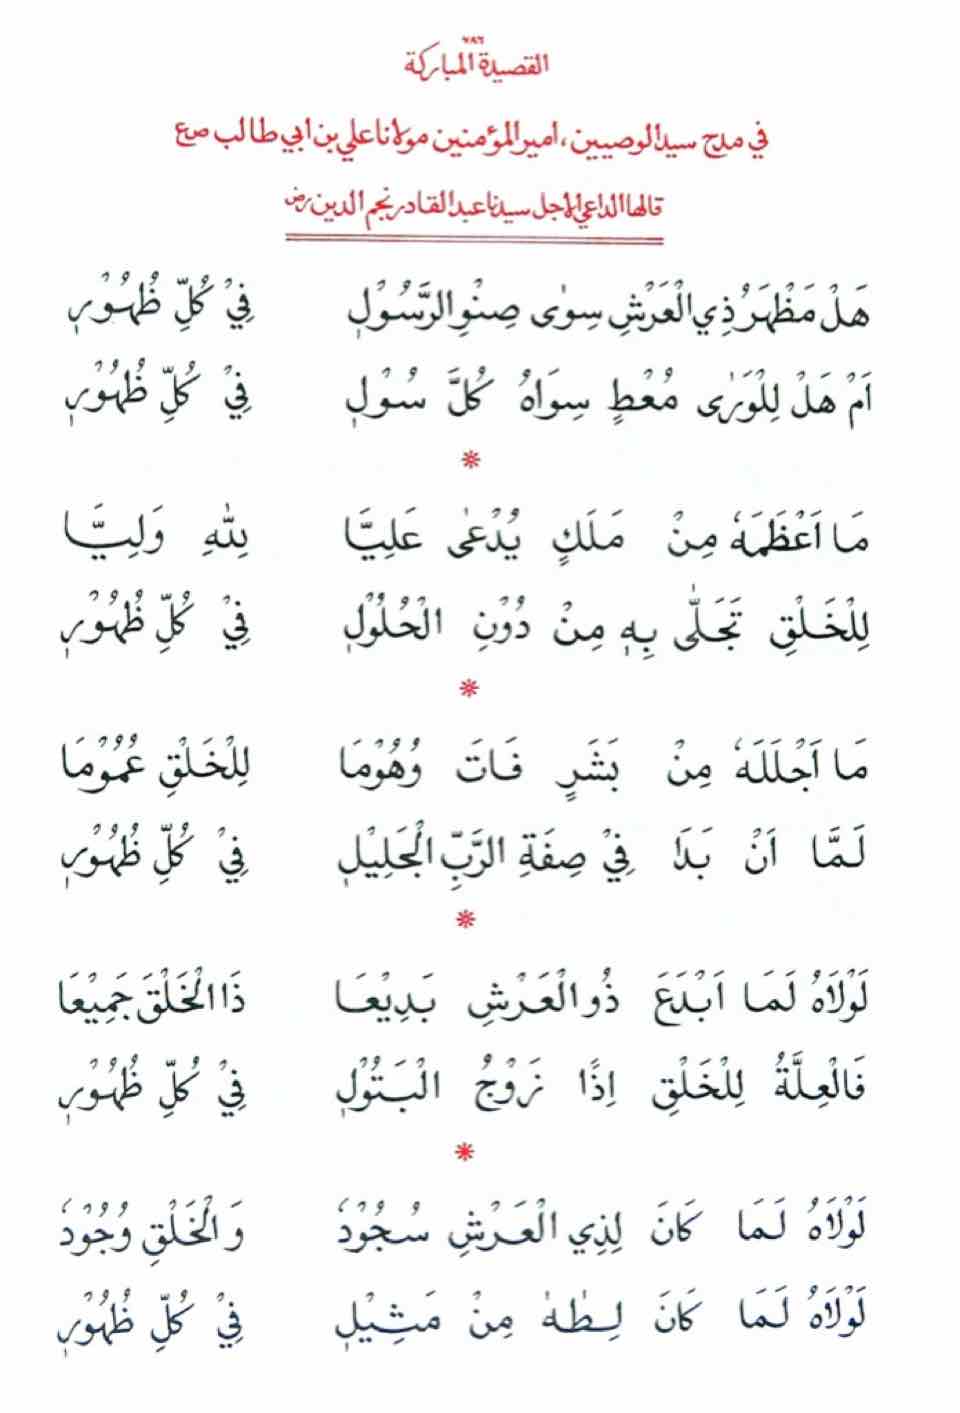 ٧٨٦
القصيدة المباركة
في مدح سيد الوصيين، امير المؤمنين مولانا علي بن ابي طالب صع
قالها الداعي الاجل سيدنا عبد القادر نجم الدين رض
هَلْ مَظْهَرُ ذِي الْعَرْشِ سِوٰى صِنْوِ الرَّسُوْلِ فِيْ كُلِّ ظُهُوْرٖ
اَمْ هَلْ لِلْوَرٰى مُعْطٍ سِوَاهُ كُلَّ سُوْلٖ فِيْ كُلِّ ظُهُوْرٖ
*
مَا اَعْظَمَهٗ مِنْ مَلَكٍ يُدْعٰى عَلِيَّا لِلّٰهِ وَلِيَّا
لِلْخَلْقِ تَجَلّٰى بِهٖ مِنْ دُوْنِ الْحُلُوْلِ فِيْ كُلِّ ظُهُوْرٖ
*
مَا اَجْلَلَهٗ مِنْ بَشَرٍ فَاتَ وُهُوْمَا لِلْخَلْقِ عُمُوْمَا
لَمَّا اَنْ بَدَا فِيْ صِفَةِ الرَّبِّ الْجَلِيْلٖ فِيْ كُلِّ ظُهُوْرٖ
*
لَوْلَاهُ لَمَا اَبْدَعَ ذُو الْعَرْشِ بَدِيْعَا ذَا الْخَلْقَ جَمِيْعَا
فَالْعِلَّةُ لِلْخَلْقِ اِذًا زَوْجُ الْبَتُوْلٖ فِيْ كُلِّ ظُهُوْرٖ
*
لَوْلَاهُ لَمَا كَانَ لِذِي الْعَرْشِ سُجُوْدٗ وَالْخَلْقِ وُجُوْدٗ
لَوْلَاهُ لَمَا كَانَ لِطٰهٰ مِنْ مَثِيْلٖ فِيْ كُلِّ ظُهُوْرٖ